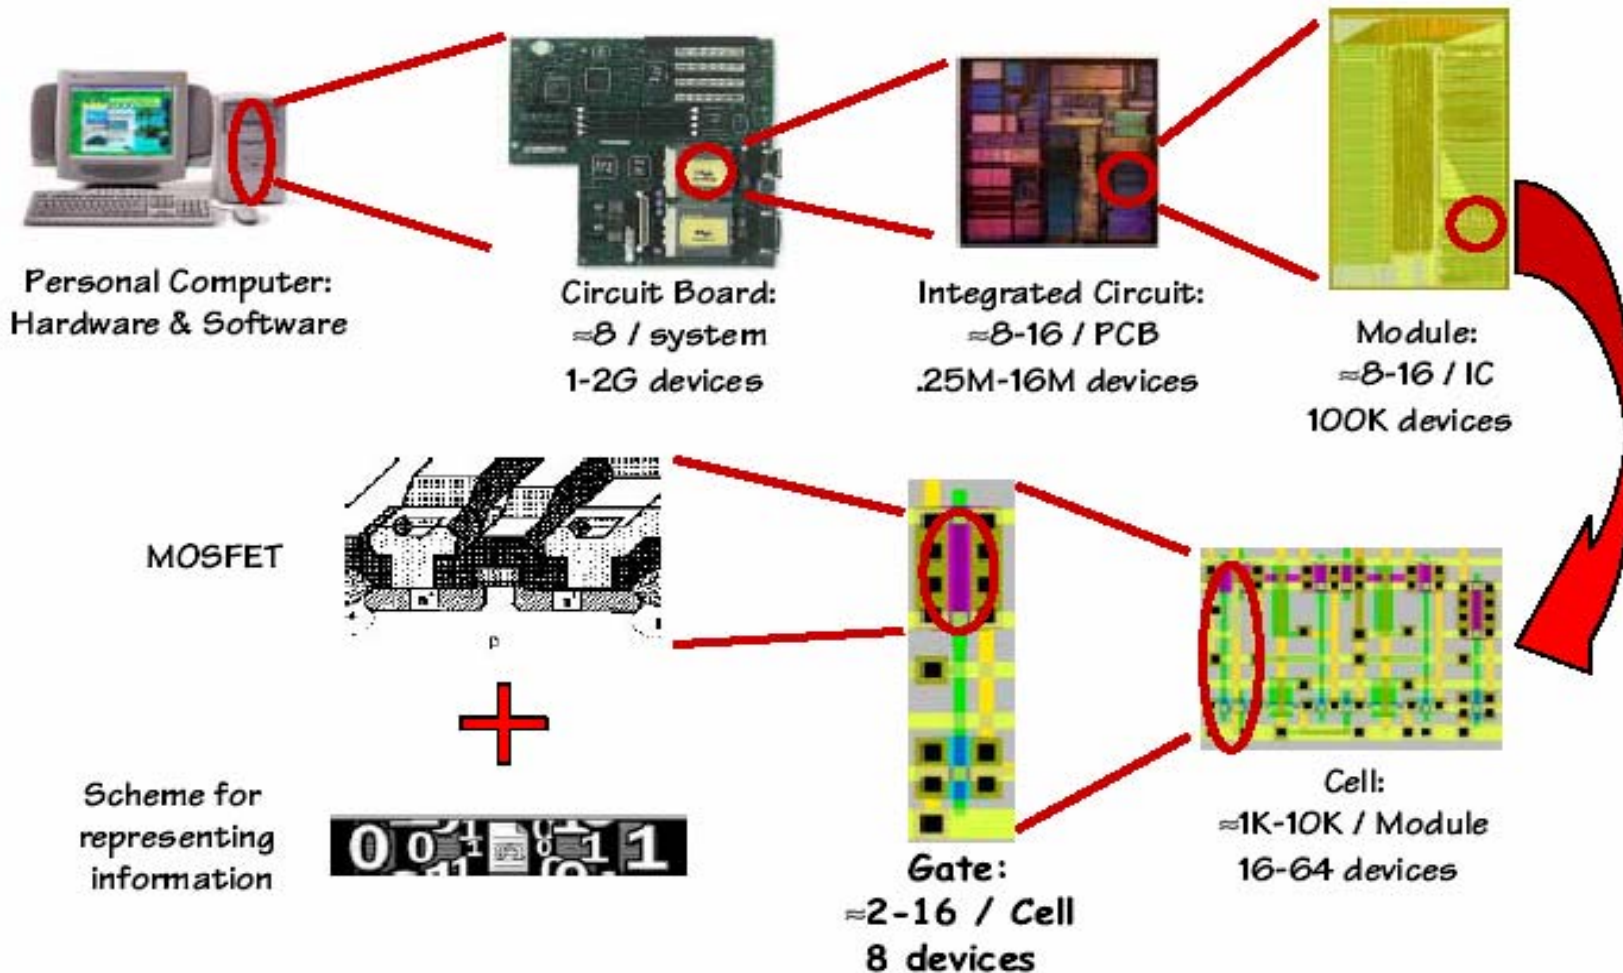 Personal Computer:
Hardware & Software
Circuit Board:
≈8 / system
1-2G devices
Integrated Circuit:
≈8-16 / PCB
.25M-16M devices
Module:
≈8-16 / IC
100K devices
MOSFET
p
Scheme for
representing
information
Gate:
≈2-16 / Cell
8 devices
Cell:
≈1K-10K / Module
16-64 devices